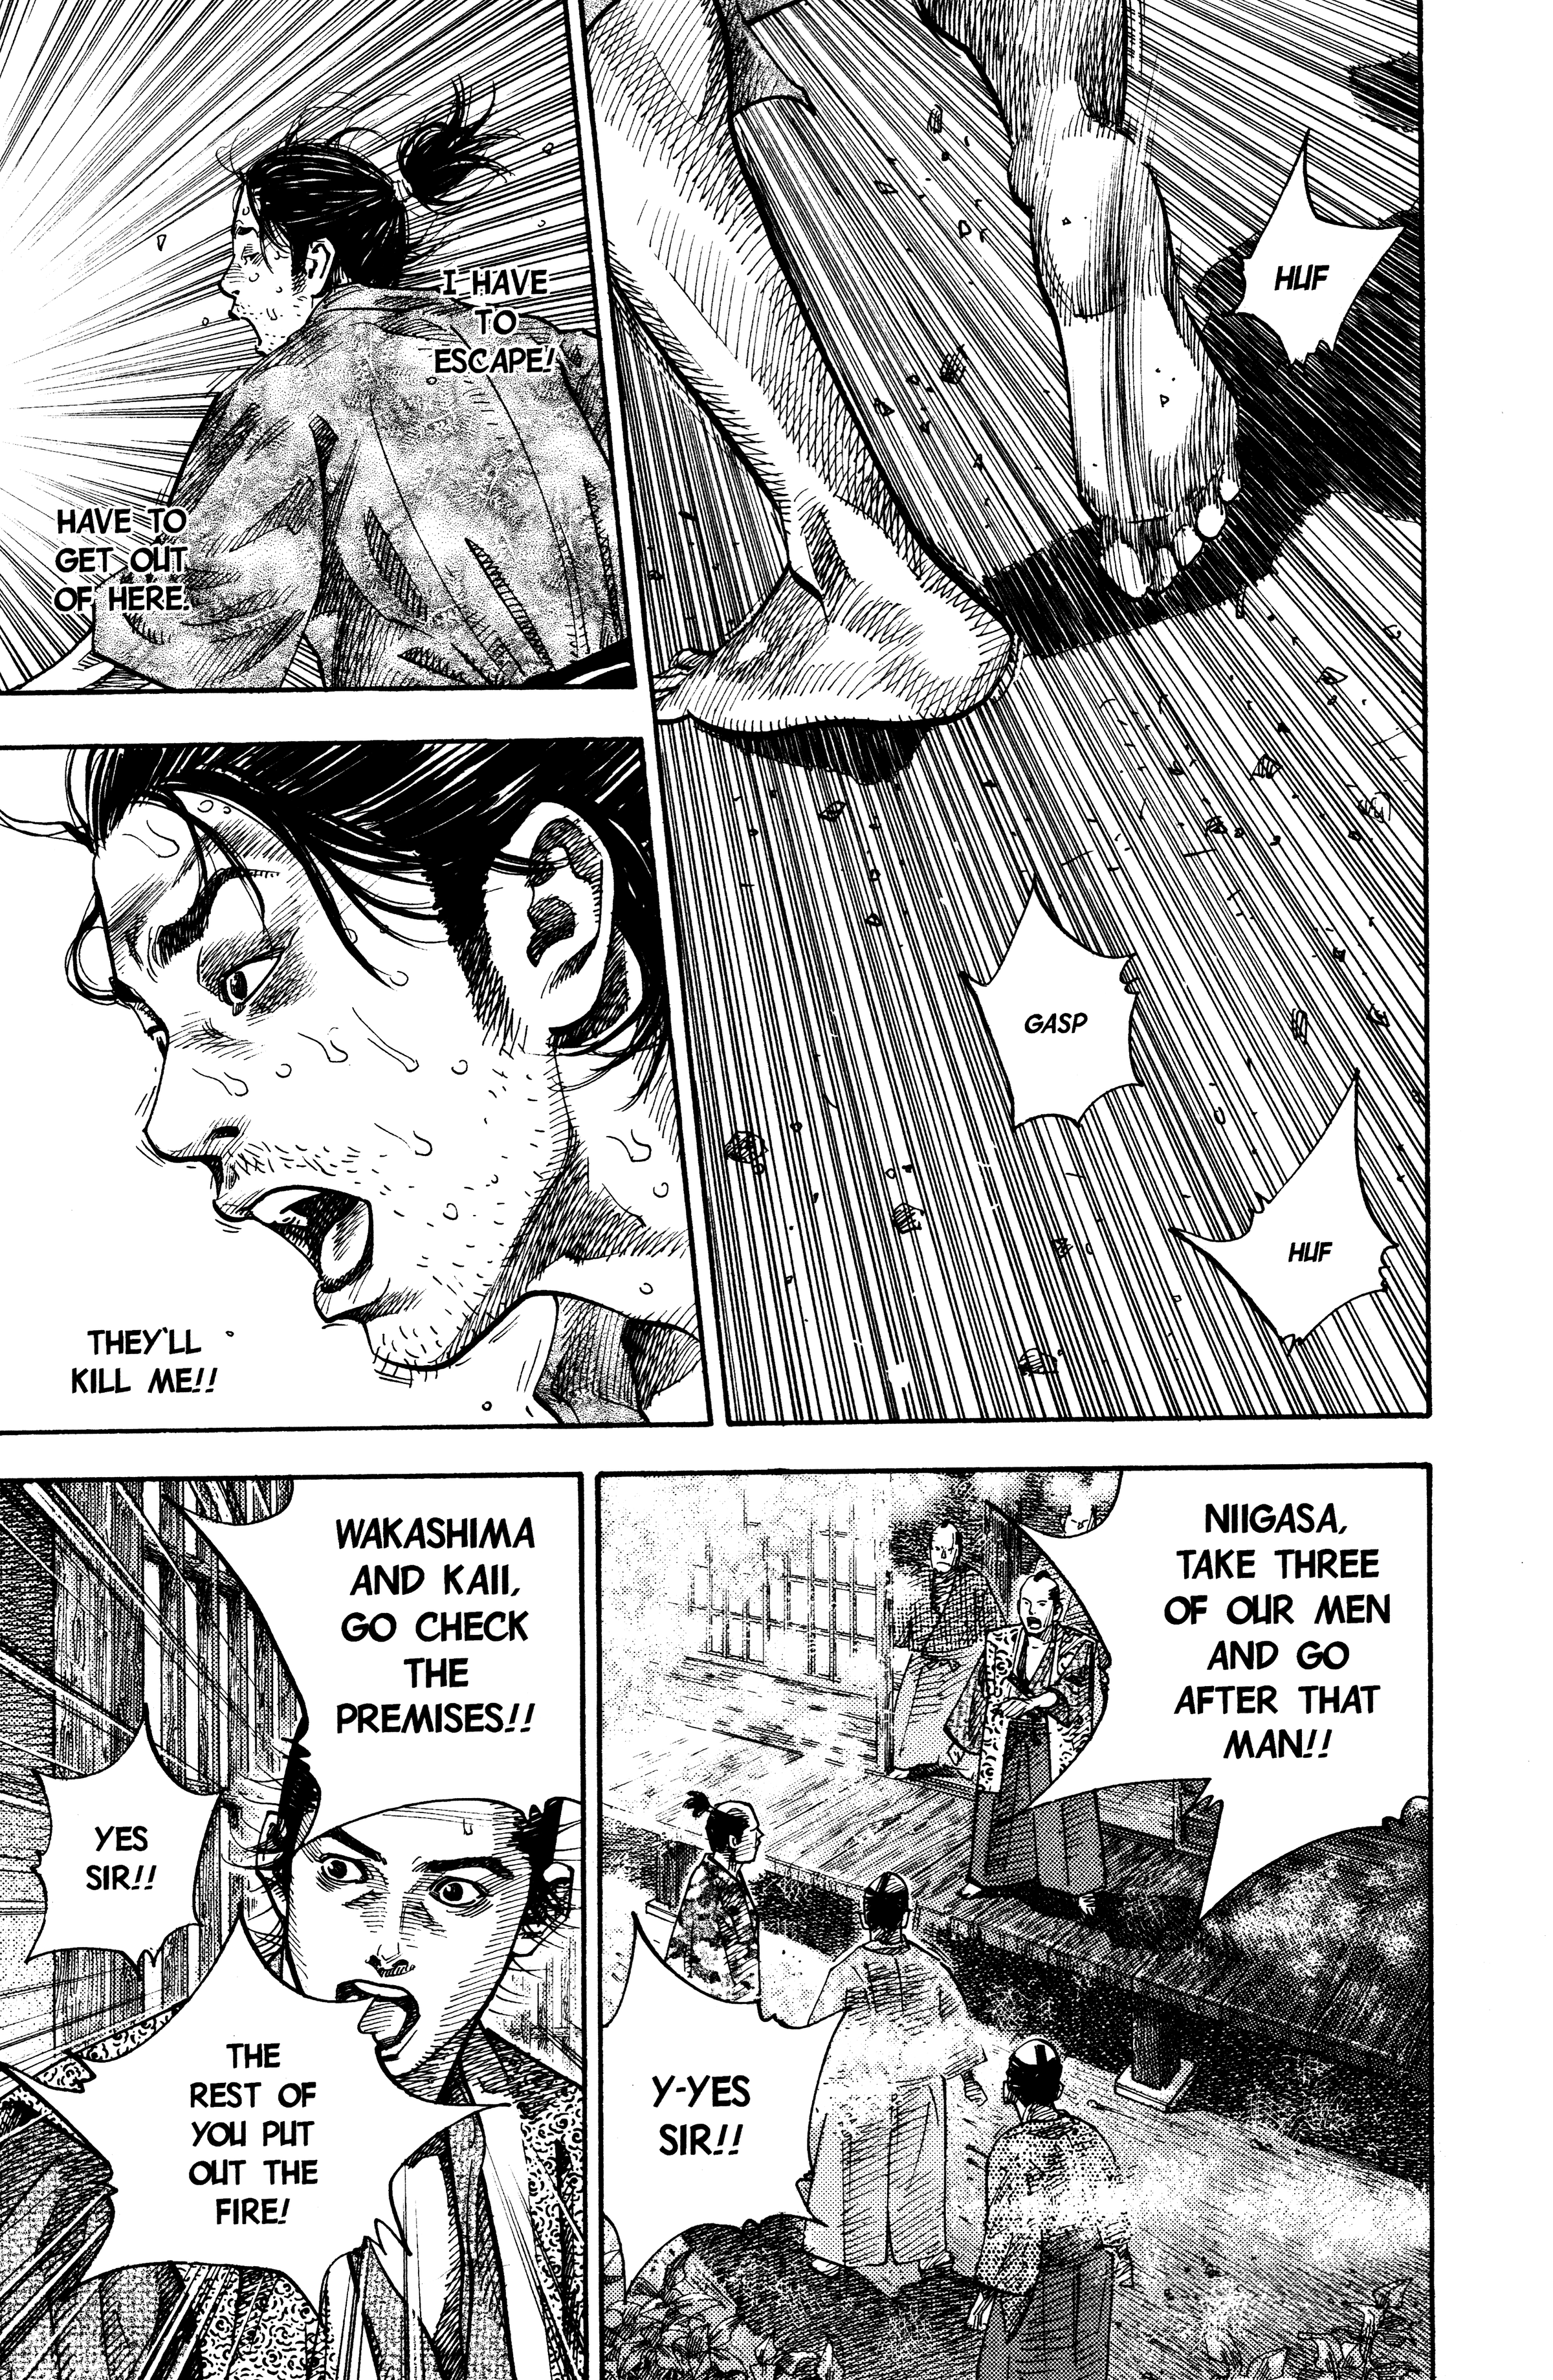 HUF
GASP
HUF
I HAVE
TO
ESCAPE!
HAVE TO
GET OUT
OF HERE.
THEY'LL
KILL ME!!
NIIGASA,
TAKE THREE
OF OUR MEN
AND GO
AFTER THAT
MAN!!
Y-YES
SIR!!
WAKASHIMA
AND KAII,
GO CHECK
THE
PREMISES!!
YES
SIR!!
THE
REST OF
YOU PUT
OUT THE
FIRE!